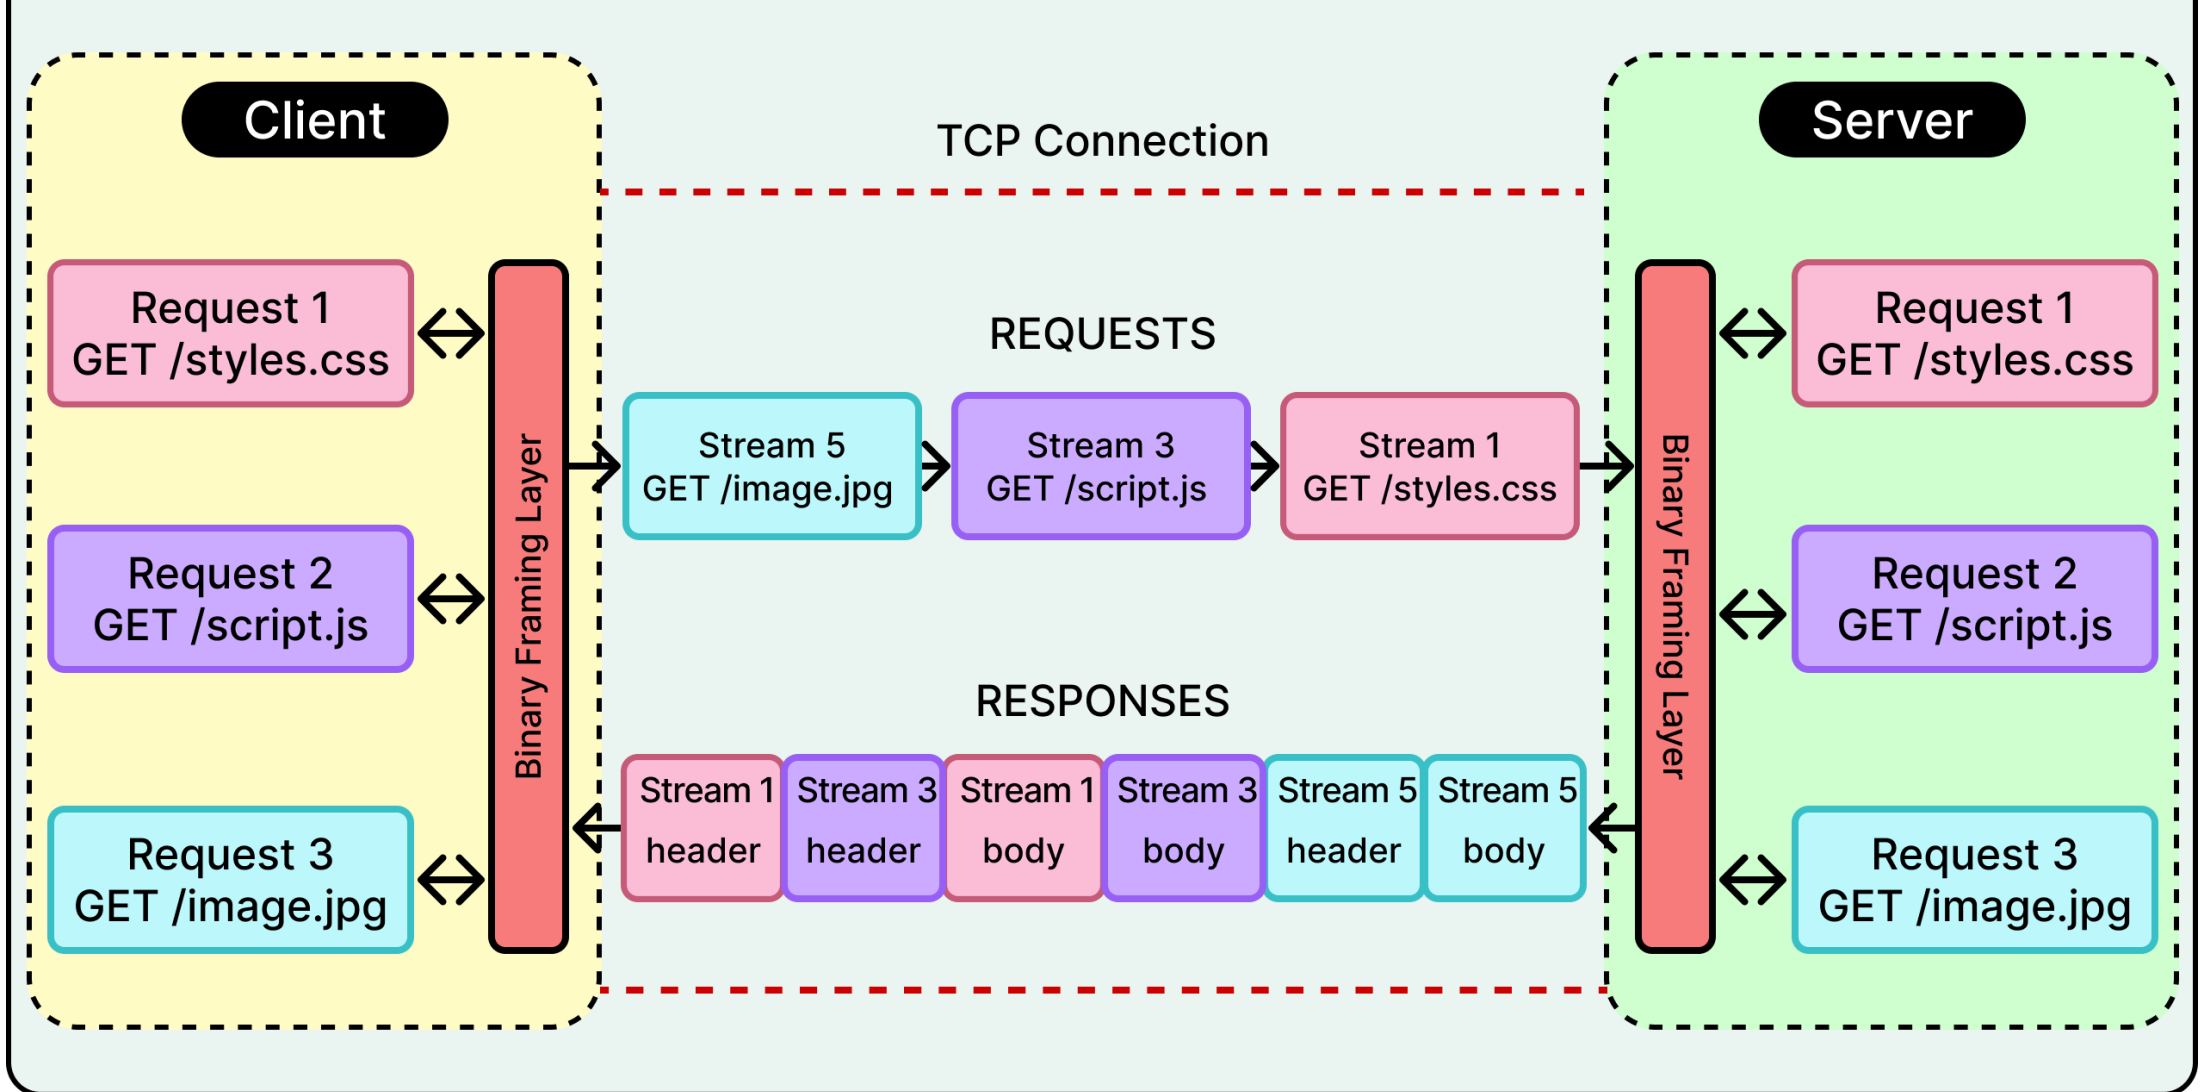 Client
Request 1
GET /styles.css
Request 2
GET /script.js
Request 3
GET /image.jpg
Binary Framing Layer
TCP Connection
REQUESTS
Stream 5
GET /image.jpg
Stream 3
GET /script.js
Stream 1
GET /styles.css
RESPONSES
Stream 1
header
Stream 3
header
Stream 1
body
Stream 3
body
Stream 5
header
Stream 5
body
Server
Binary Framing Layer
Request 1
GET /styles.css
Request 2
GET /script.js
Request 3
GET /image.jpg